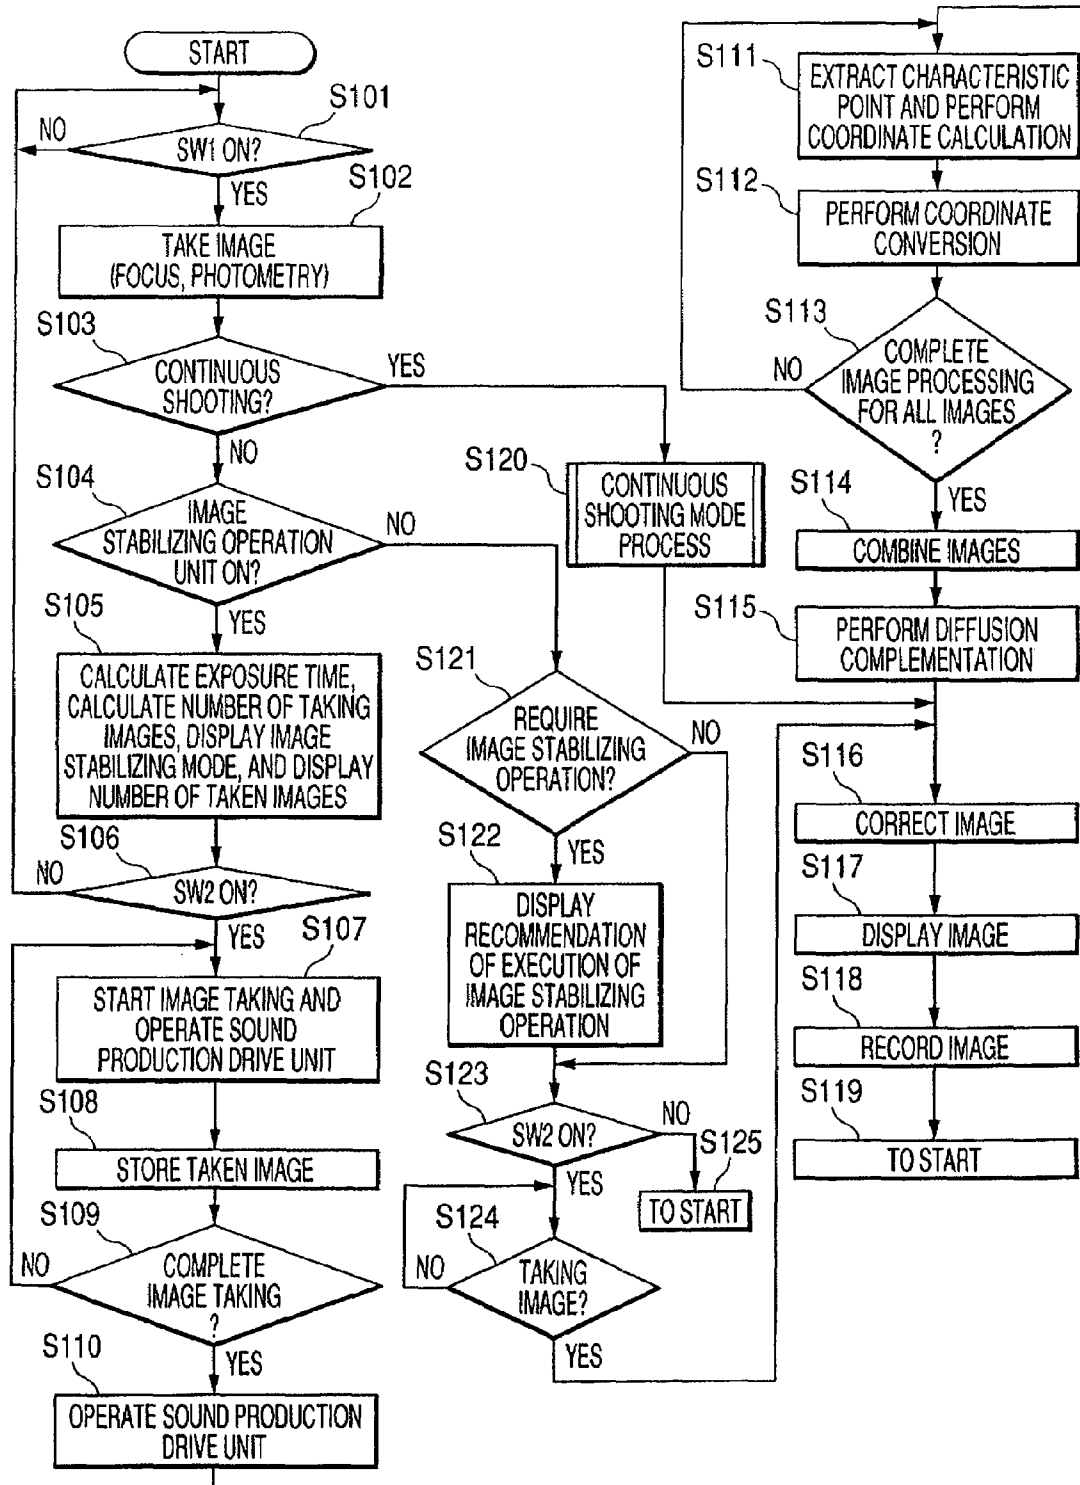 START
S101
SW1 ON?
NO
YES
S102
TAKE IMAGE
(FOCUS, PHOTOMETRY)
S103
CONTINUOUS
SHOOTING?
YES
NO
S104
IMAGE
STABILIZING OPERATION
UNIT ON?
NO
YES
S105
CALCULATE EXPOSURE TIME,
CALCULATE NUMBER OF TAKING
IMAGES, DISPLAY IMAGE
STABILIZING MODE, AND DISPLAY
NUMBER OF TAKEN IMAGES
S106
SW2 ON?
NO
YES
S107
START IMAGE TAKING AND
OPERATE SOUND
PRODUCTION DRIVE UNIT
S108
STORE TAKEN IMAGE
S109
COMPLETE
IMAGE TAKING
?
NO
YES
S110
OPERATE SOUND PRODUCTION
DRIVE UNIT
S120
CONTINUOUS
SHOOTING MODE
PROCESS
S121
REQUIRE
IMAGE STABILIZING
OPERATION?
NO
YES
S122
DISPLAY
RECOMMENDATION
OF EXECUTION OF
IMAGE STABILIZING
OPERATION
S123
SW2 ON?
NO
YES
S125
TO START
S124
TAKING
IMAGE?
NO
YES
S111
EXTRACT CHARACTERISTIC
POINT AND PERFORM
COORDINATE CALCULATION
S112
PERFORM COORDINATE
CONVERSION
S113
COMPLETE
IMAGE PROCESSING
FOR ALL IMAGES
?
NO
YES
S114
COMBINE IMAGES
S115
PERFORM DIFFUSION
COMPLEMENTATION
S116
CORRECT IMAGE
S117
DISPLAY IMAGE
S118
RECORD IMAGE
S119
TO START